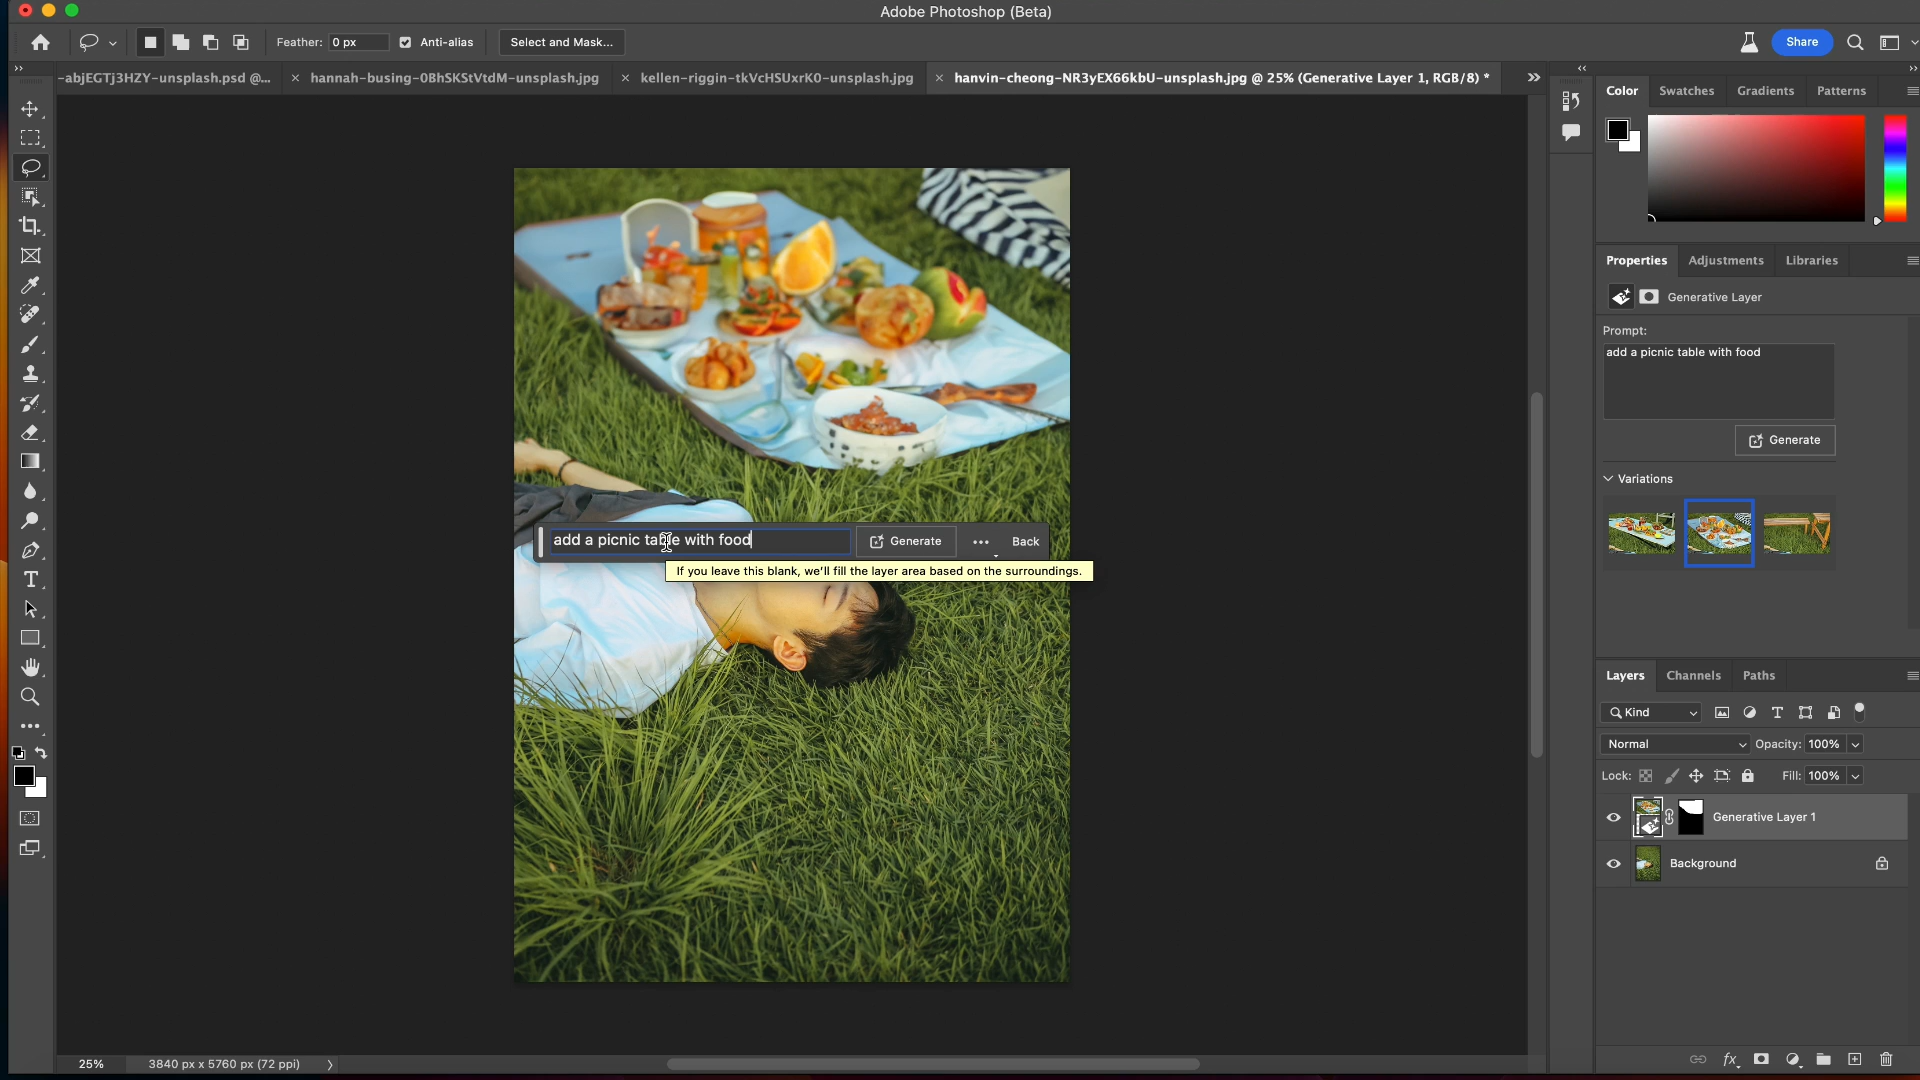 Adobe Photoshop (Beta)
Feather: 0 px Anti-alias Select and Mask... Share
-abjEGTj3HZY-unsplash.psd @... × hannah-busing-0BhSKStVtdM-unsplash.jpg × kellen-riggin-tkVcHSUxrK0-unsplash.jpg × hanvin-cheong-NR3yEX66kbU-unsplash.jpg @ 25% (Generative Layer 1, RGB/8) *
Color Swatches Gradients Patterns
Properties Adjustments Libraries
Generative Layer
Prompt:
add a picnic table with food
Generate
Variations
add a picnic table with food Generate ... Back
If you leave this blank, we'll fill the layer area based on the surroundings.
Layers Channels Paths
Kind
Normal Opacity: 100%
Lock: Fill: 100%
Generative Layer 1
Background
fx
25% 3840 px x 5760 px (72 ppi)